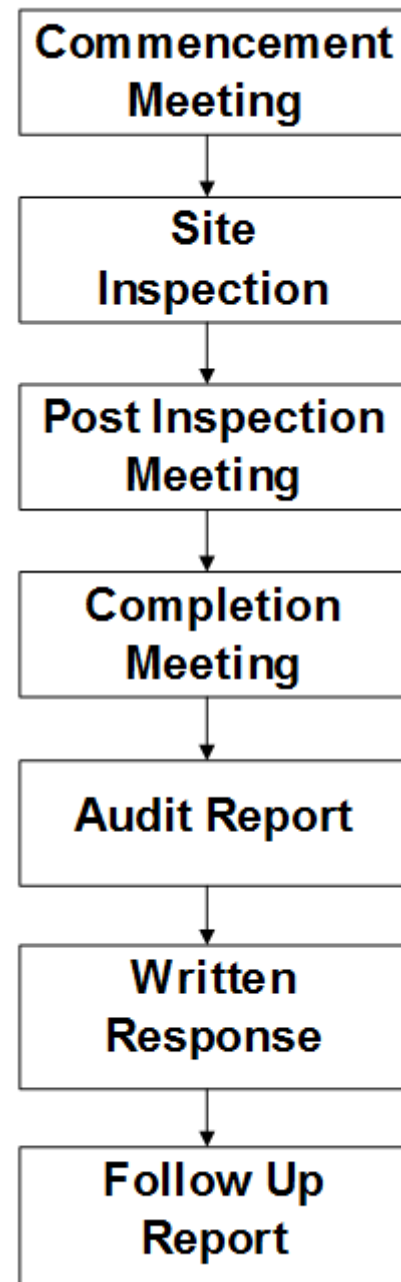 Commencement
Meeting
Site
Inspection
Post Inspection
Meeting
Completion
Meeting
Audit Report
Written
Response
Follow Up
Report